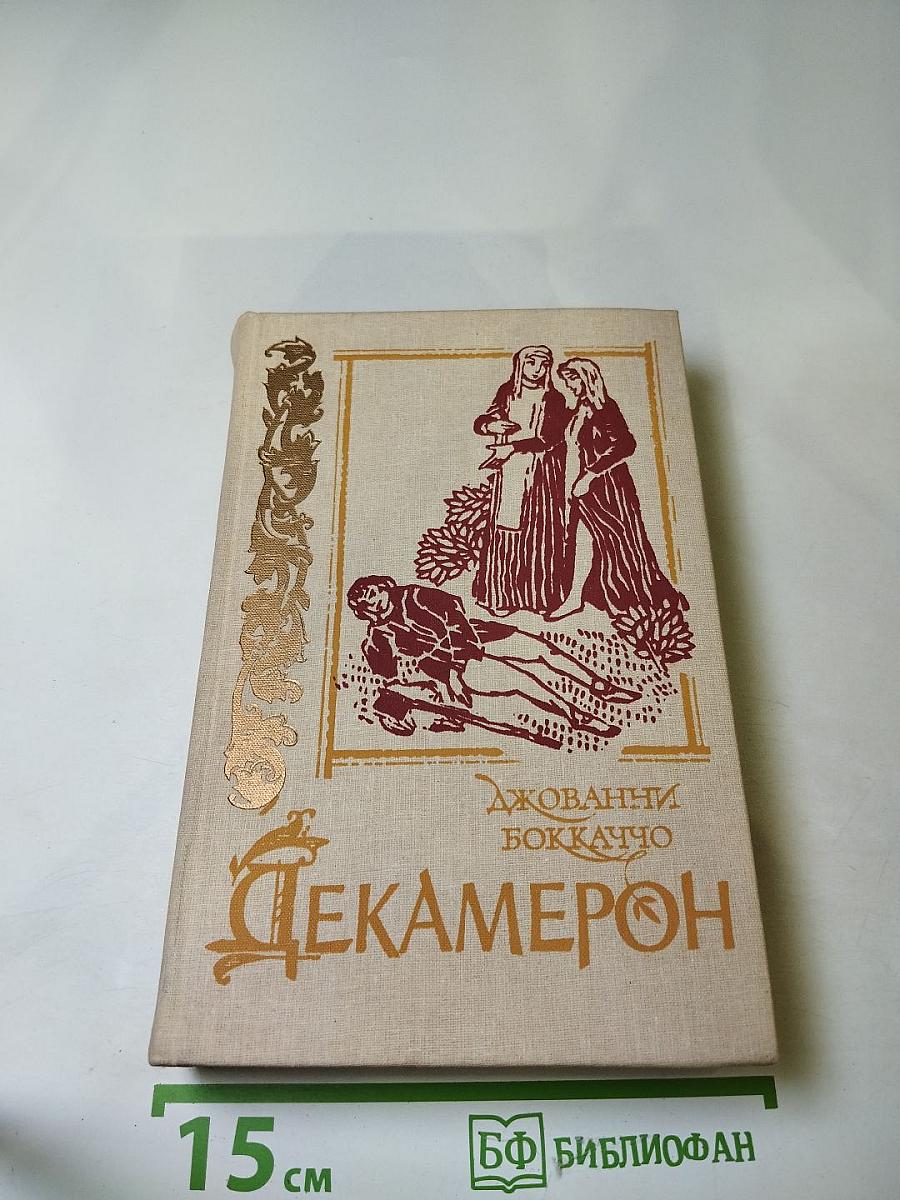 ДЖОВАННИ
БОККАЧЧО
ДЕКАМЕРОН
15 см
БФ БИБЛИОФАН